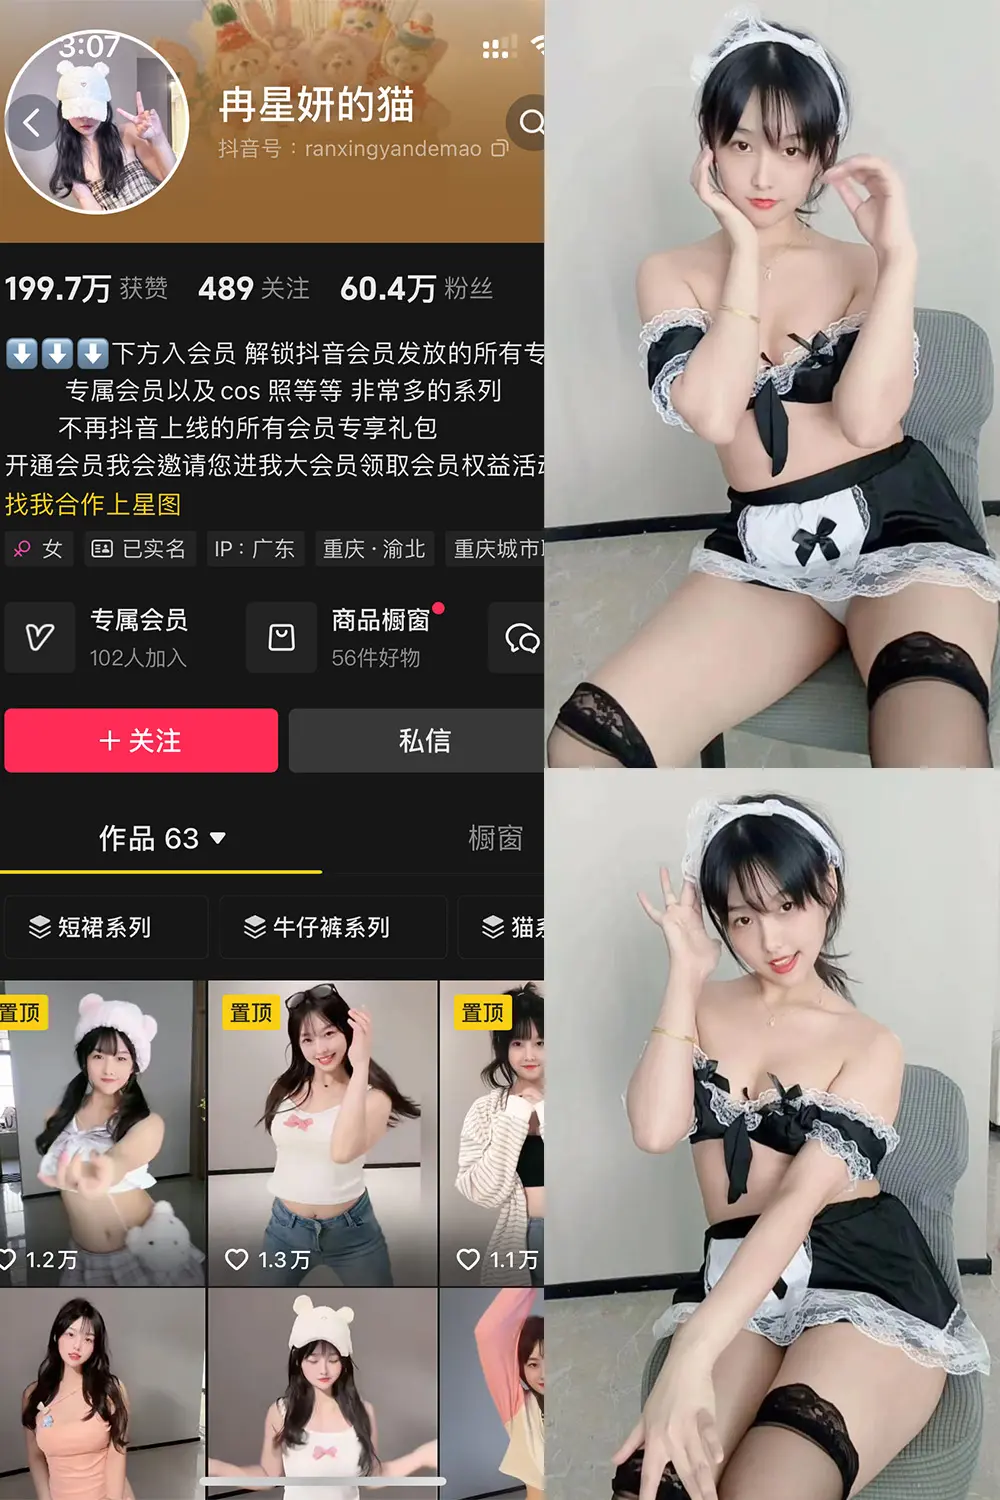 3:07
冉星妍的猫
抖音号：ranxingyandemao
199.7万 获赞 489 关注 60.4万 粉丝
⬇️⬇️⬇️下方入会员 解锁抖音会员发放的所有专
专属会员以及cos 照等等 非常多的系列
不再抖音上线的所有会员专享礼包
开通会员我会邀请您进我大会员领取会员权益活
找我合作上星图
女 已实名 IP：广东 重庆·渝北 重庆城市
专属会员 商品橱窗
102人加入 56件好物
+ 关注 私信
作品 63 橱窗
短裙系列 牛仔裤系列 猫
置顶 置顶 置顶
1.2万 1.3万 1.1万